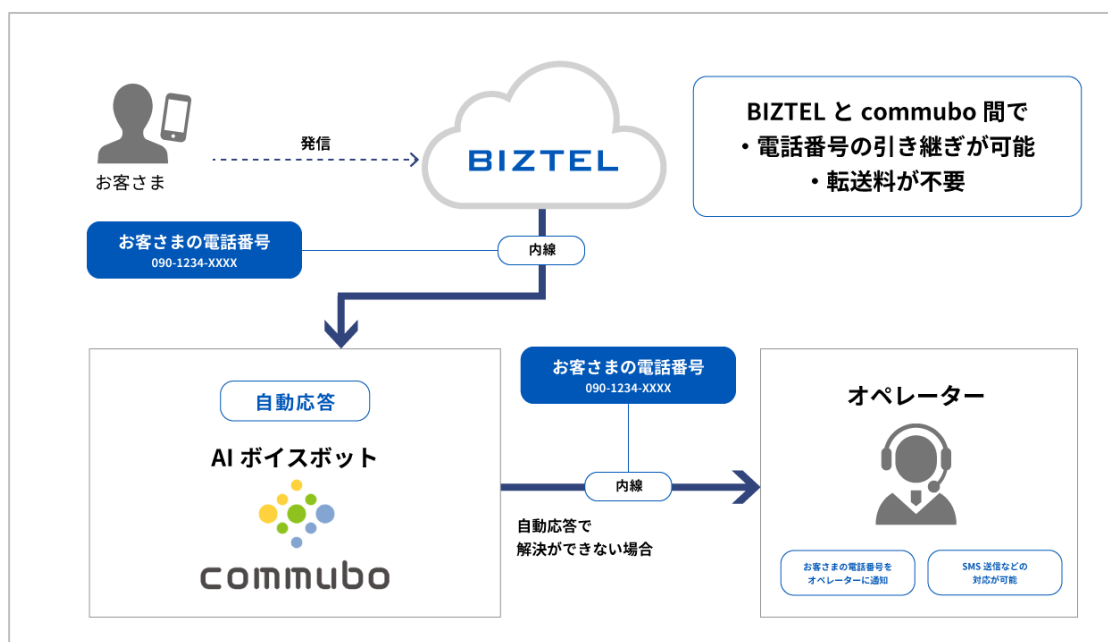 お客さま
発信
BIZTEL
BIZTEL と commubo 間で
・電話番号の引き継ぎが可能
・転送料が不要
お客さまの電話番号
090-1234-XXXX
内線
自動応答
AI ボイスボット
commubo
お客さまの電話番号
090-1234-XXXX
内線
自動応答で
解決ができない場合
オペレーター
お客さまの電話番号を
オペレーターに通知
SMS 送信などの
対応が可能